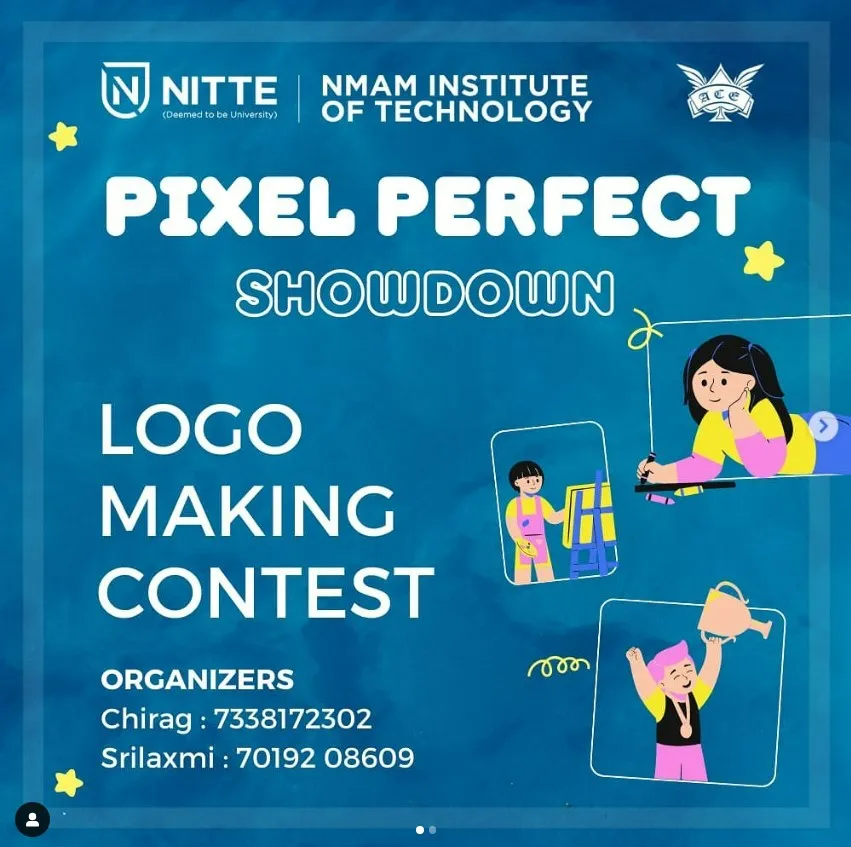 NITTE
(Deemed to be University)
NMAM INSTITUTE
OF TECHNOLOGY
ACE
PIXEL PERFECT
SHOWDOWN
LOGO
MAKING
CONTEST
ORGANIZERS
Chirag : 7338172302
Srilaxmi : 70192 08609